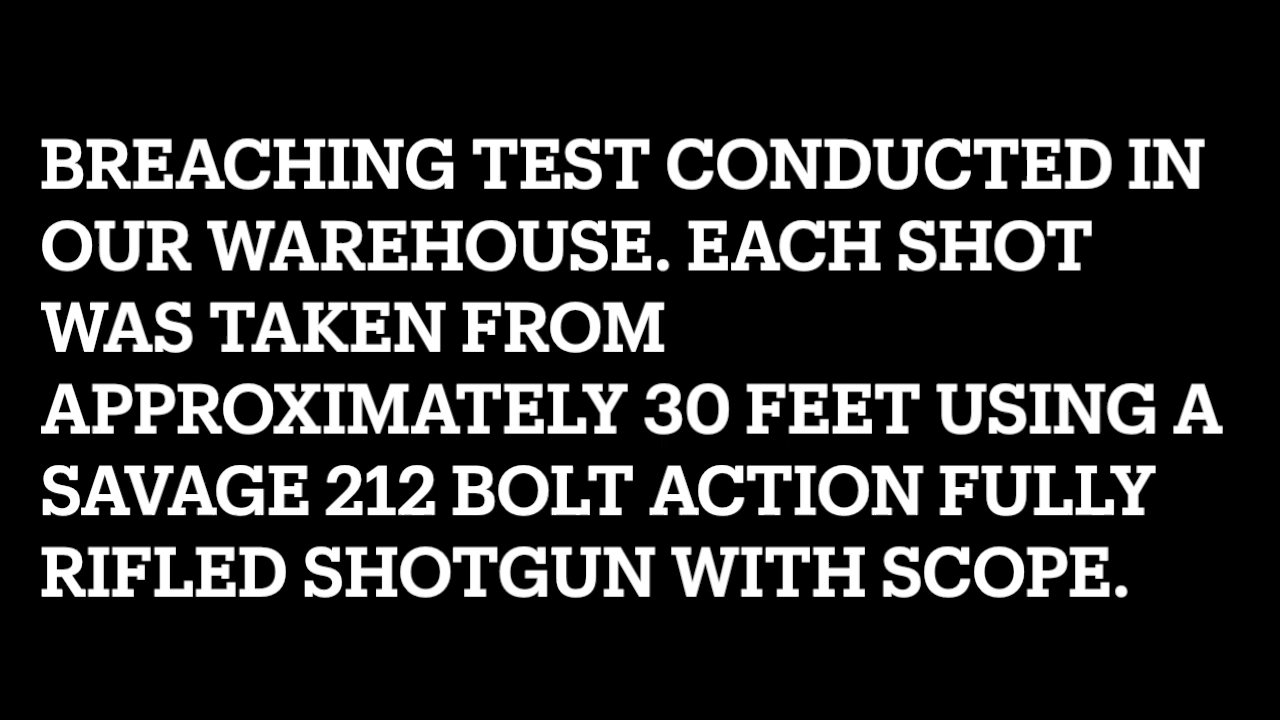 BREACHING TEST CONDUCTED IN
OUR WAREHOUSE. EACH SHOT
WAS TAKEN FROM
APPROXIMATELY 30 FEET USING A
SAVAGE 212 BOLT ACTION FULLY
RIFLED SHOTGUN WITH SCOPE.